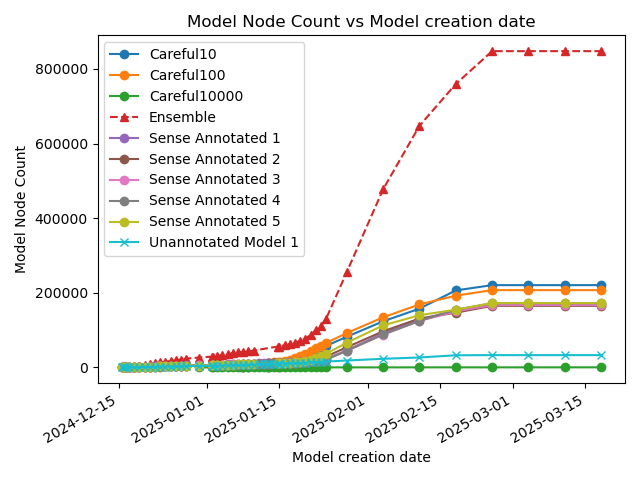 Model Node Count vs Model creation date
Careful10
Careful100
Careful10000
Ensemble
Sense Annotated 1
Sense Annotated 2
Sense Annotated 3
Sense Annotated 4
Sense Annotated 5
Unannotated Model 1
Model Node Count
800000
600000
400000
200000
0
2024-12-15
2025-01-01
2025-01-15
2025-02-01
2025-02-15
2025-03-01
2025-03-15
Model creation date